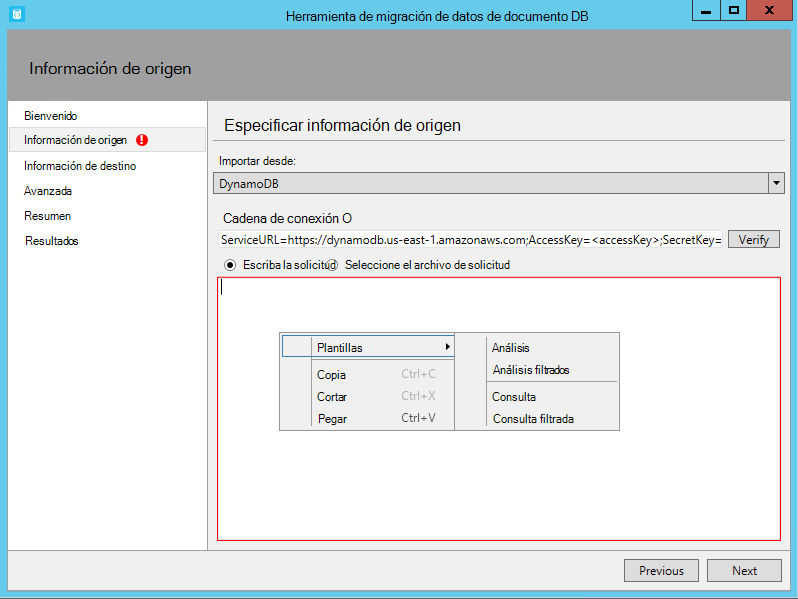 Herramienta de migración de datos de documento DB
Información de origen
Bienvenido
Información de origen
Información de destino
Avanzada
Resumen
Resultados
Especificar información de origen
Importar desde:
DynamoDB
Cadena de conexión O
ServiceURL=https://dynamodb.us-east-1.amazonaws.com;AccessKey=<accessKey>;SecretKey= Verify
Escriba la solicitud Seleccione el archivo de solicitud
Plantillas
Copia Ctrl+C
Cortar Ctrl+X
Pegar Ctrl+V
Análisis
Análisis filtrados
Consulta
Consulta filtrada
Previous Next